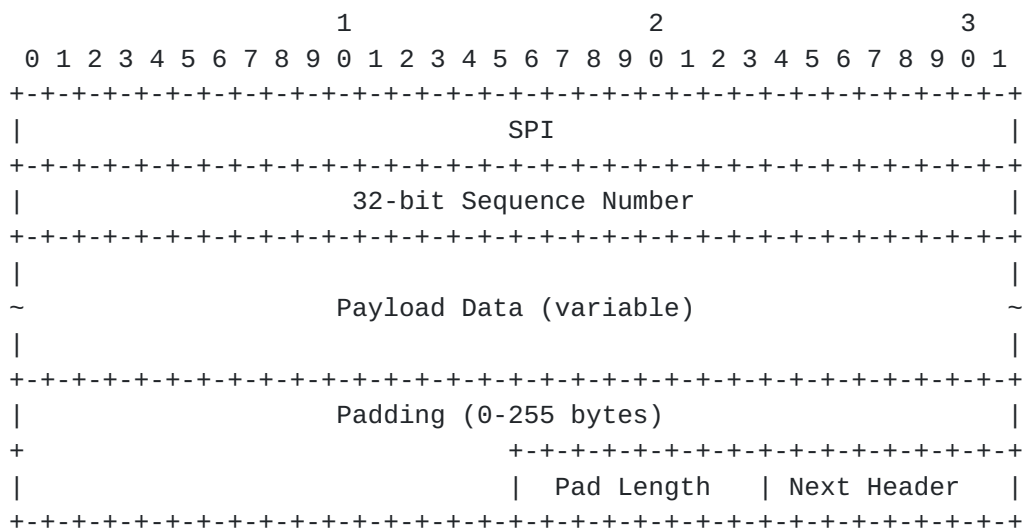 1                   2                   3
 0 1 2 3 4 5 6 7 8 9 0 1 2 3 4 5 6 7 8 9 0 1 2 3 4 5 6 7 8 9 0 1
+-+-+-+-+-+-+-+-+-+-+-+-+-+-+-+-+-+-+-+-+-+-+-+-+-+-+-+-+-+-+-+-+
|                               SPI                             |
+-+-+-+-+-+-+-+-+-+-+-+-+-+-+-+-+-+-+-+-+-+-+-+-+-+-+-+-+-+-+-+-+
|                     32-bit Sequence Number                    |
+-+-+-+-+-+-+-+-+-+-+-+-+-+-+-+-+-+-+-+-+-+-+-+-+-+-+-+-+-+-+-+-+
|                                                               |
~                    Payload Data (variable)                    ~
|                                                               |
+-+-+-+-+-+-+-+-+-+-+-+-+-+-+-+-+-+-+-+-+-+-+-+-+-+-+-+-+-+-+-+-+
|                    Padding (0-255 bytes)                      |
+                               +-+-+-+-+-+-+-+-+-+-+-+-+-+-+-+-+
|                               |  Pad Length   | Next Header   |
+-+-+-+-+-+-+-+-+-+-+-+-+-+-+-+-+-+-+-+-+-+-+-+-+-+-+-+-+-+-+-+-+